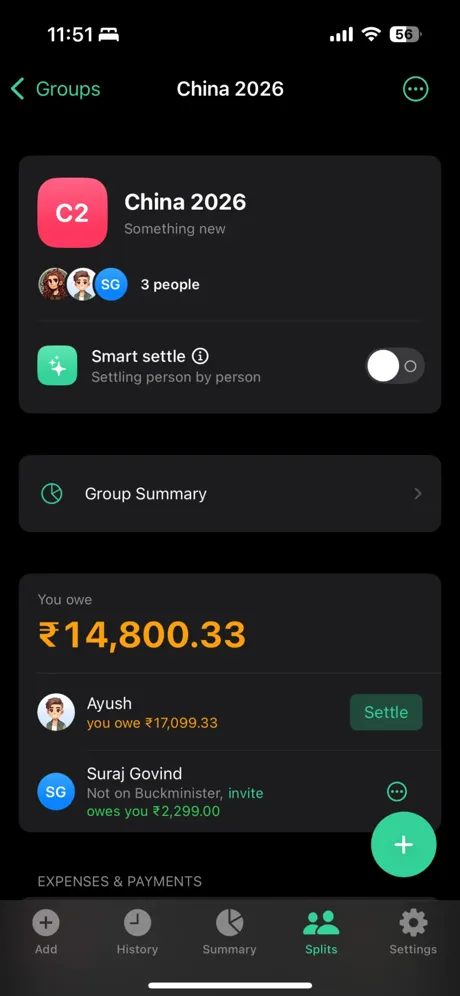 11:51
56
Groups
China 2026
C2
China 2026
Something new
SG
3 people
Smart settle
Settling person by person
Group Summary
You owe
₹14,800.33
Ayush
you owe ₹17,099.33
Settle
SG
Suraj Govind
Not on Buckminister, invite
owes you ₹2,299.00
EXPENSES & PAYMENTS
Add
History
Summary
Splits
Settings